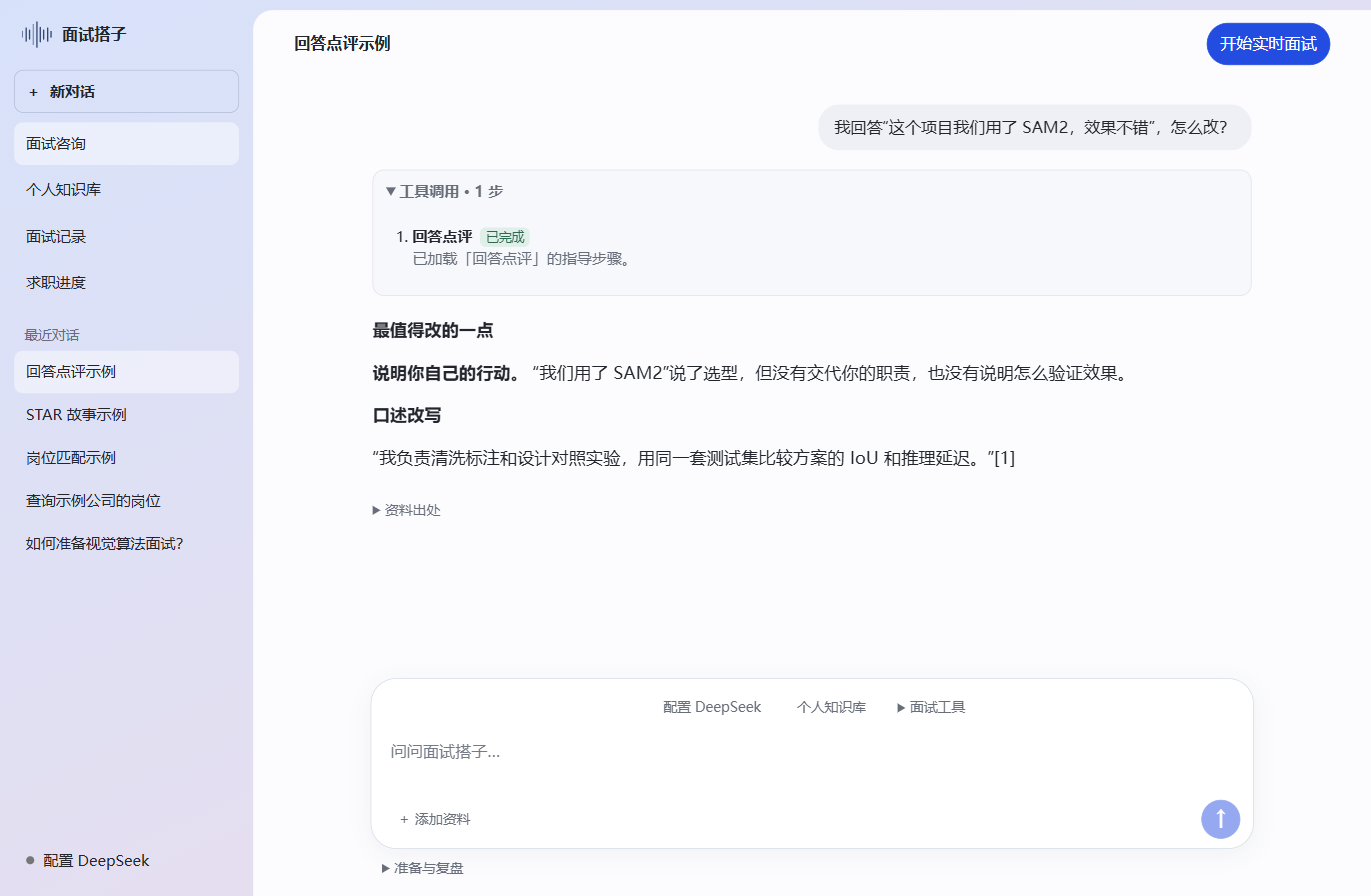 面试搭子
+ 新对话
面试咨询
个人知识库
面试记录
求职进度
最近对话
回答点评示例
STAR 故事示例
岗位匹配示例
查询示例公司的岗位
如何准备视觉算法面试?
配置 DeepSeek
回答点评示例
开始实时面试
我回答“这个项目我们用了 SAM2，效果不错”，怎么改?
工具调用 • 1 步
1. 回答点评 已完成
已加载「回答点评」的指导步骤。
最值得改的一点
说明你自己的行动。 “我们用了 SAM2”说了选型，但没有交代你的职责，也没有说明怎么验证效果。
口述改写
“我负责清洗标注和设计对照实验，用同一套测试集比较方案的 IoU 和推理延迟。”[1]
资料出处
配置 DeepSeek 个人知识库 面试工具
问问面试搭子...
+ 添加资料
准备与复盘